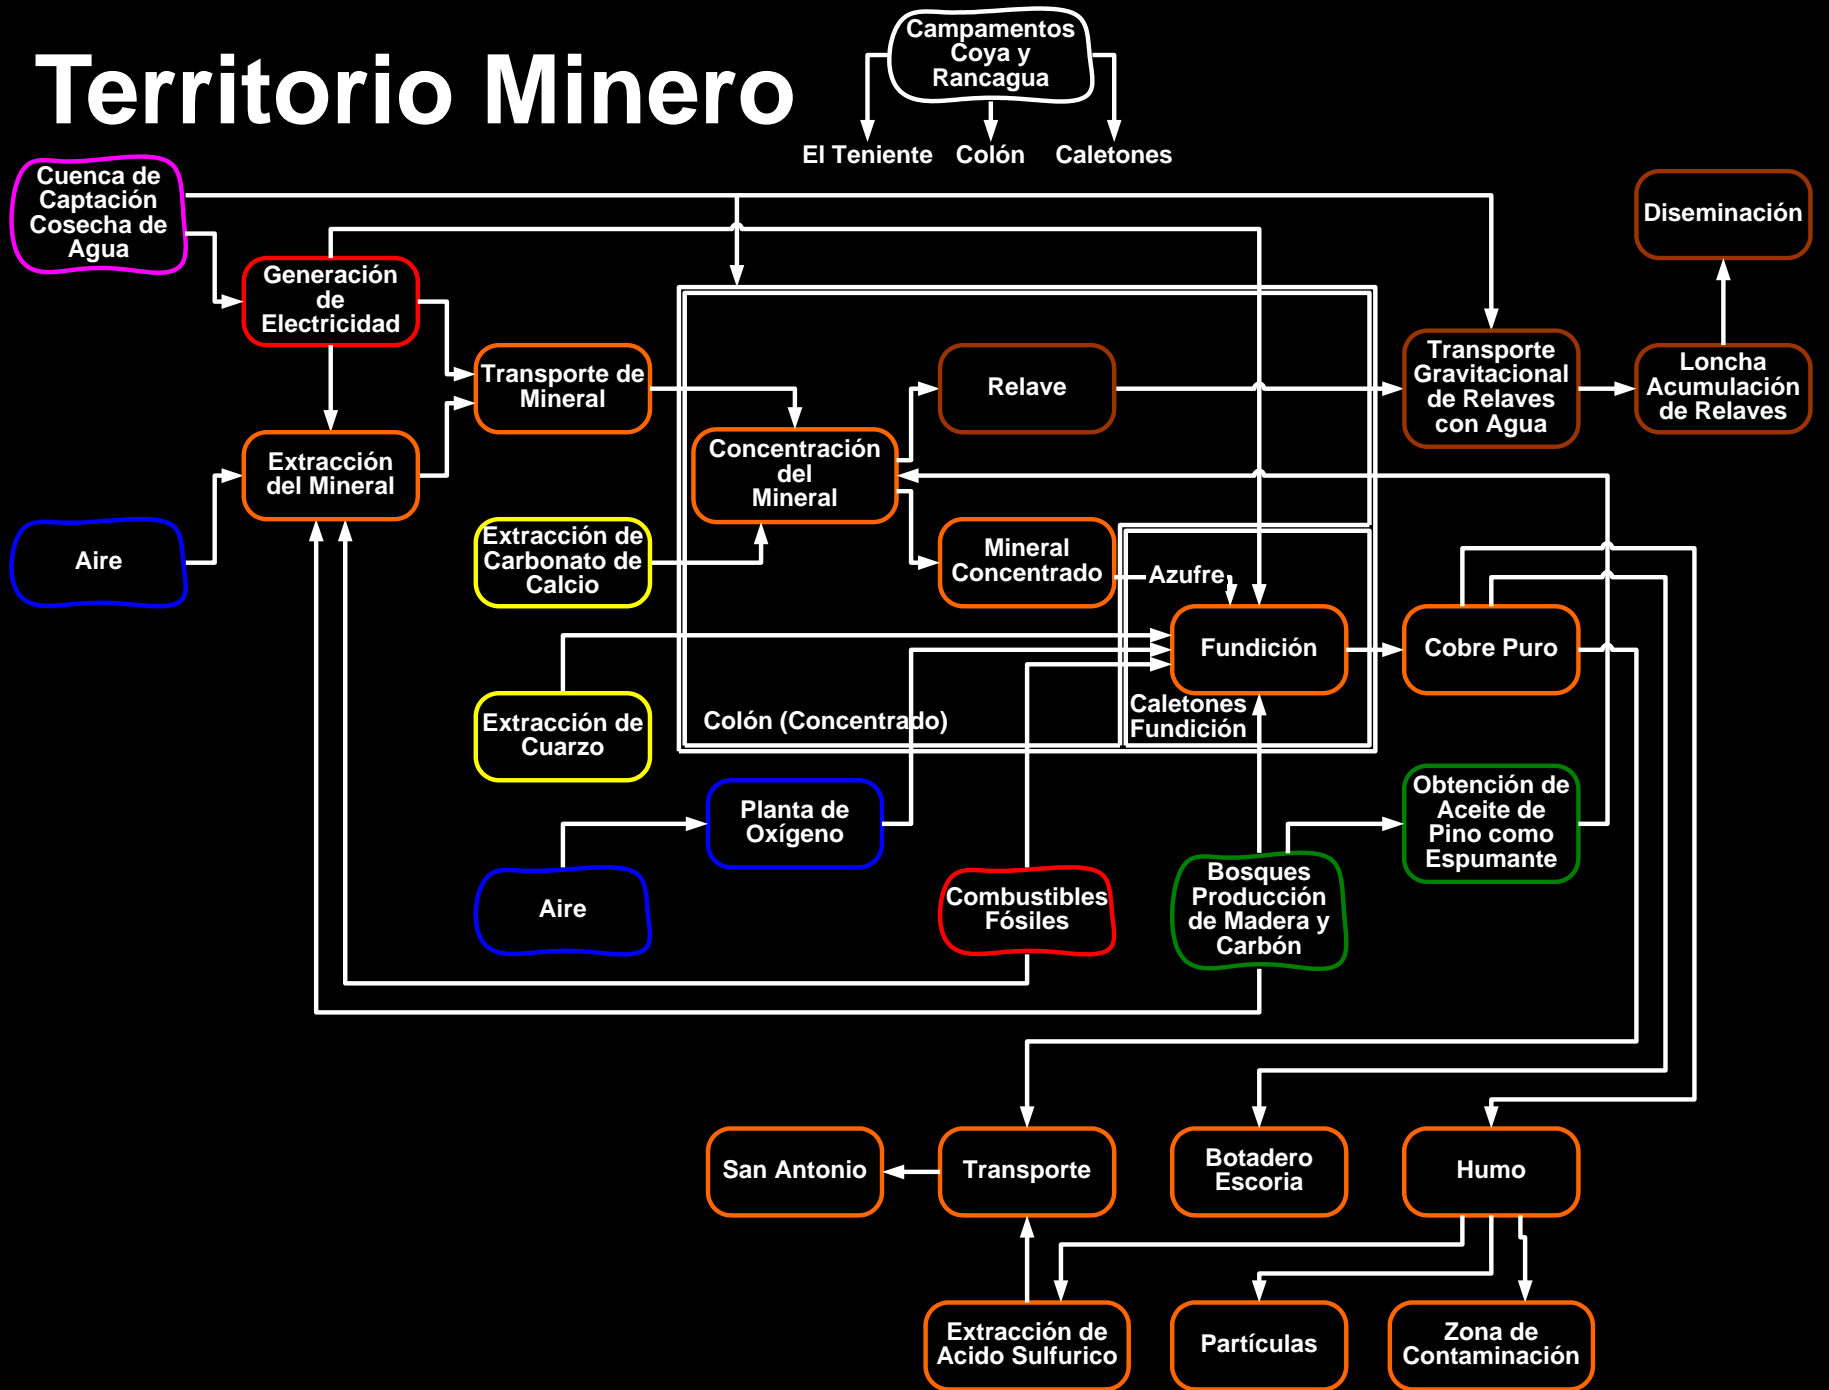 Territorio Minero
Campamentos
Coya y
Rancagua
El Teniente
Colón
Caletones
Cuenca de
Captación
Cosecha de
Agua
Diseminación
Generación
de
Electricidad
Transporte de
Mineral
Relave
Transporte
Gravitacional
de Relaves
con Agua
Loncha
Acumulación
de Relaves
Extracción
del Mineral
Concentración
del
Mineral
Aire
Extracción de
Carbonato de
Calcio
Mineral
Concentrado
Azufre
Fundición
Cobre Puro
Extracción de
Cuarzo
Colón (Concentrado)
Caletones
Fundición
Planta de
Oxígeno
Obtención de
Aceite de
Pino como
Espumante
Aire
Combustibles
Fósiles
Bosques
Producción
de Madera y
Carbón
San Antonio
Transporte
Botadero
Escoria
Humo
Extracción de
Acido Sulfurico
Partículas
Zona de
Contaminación